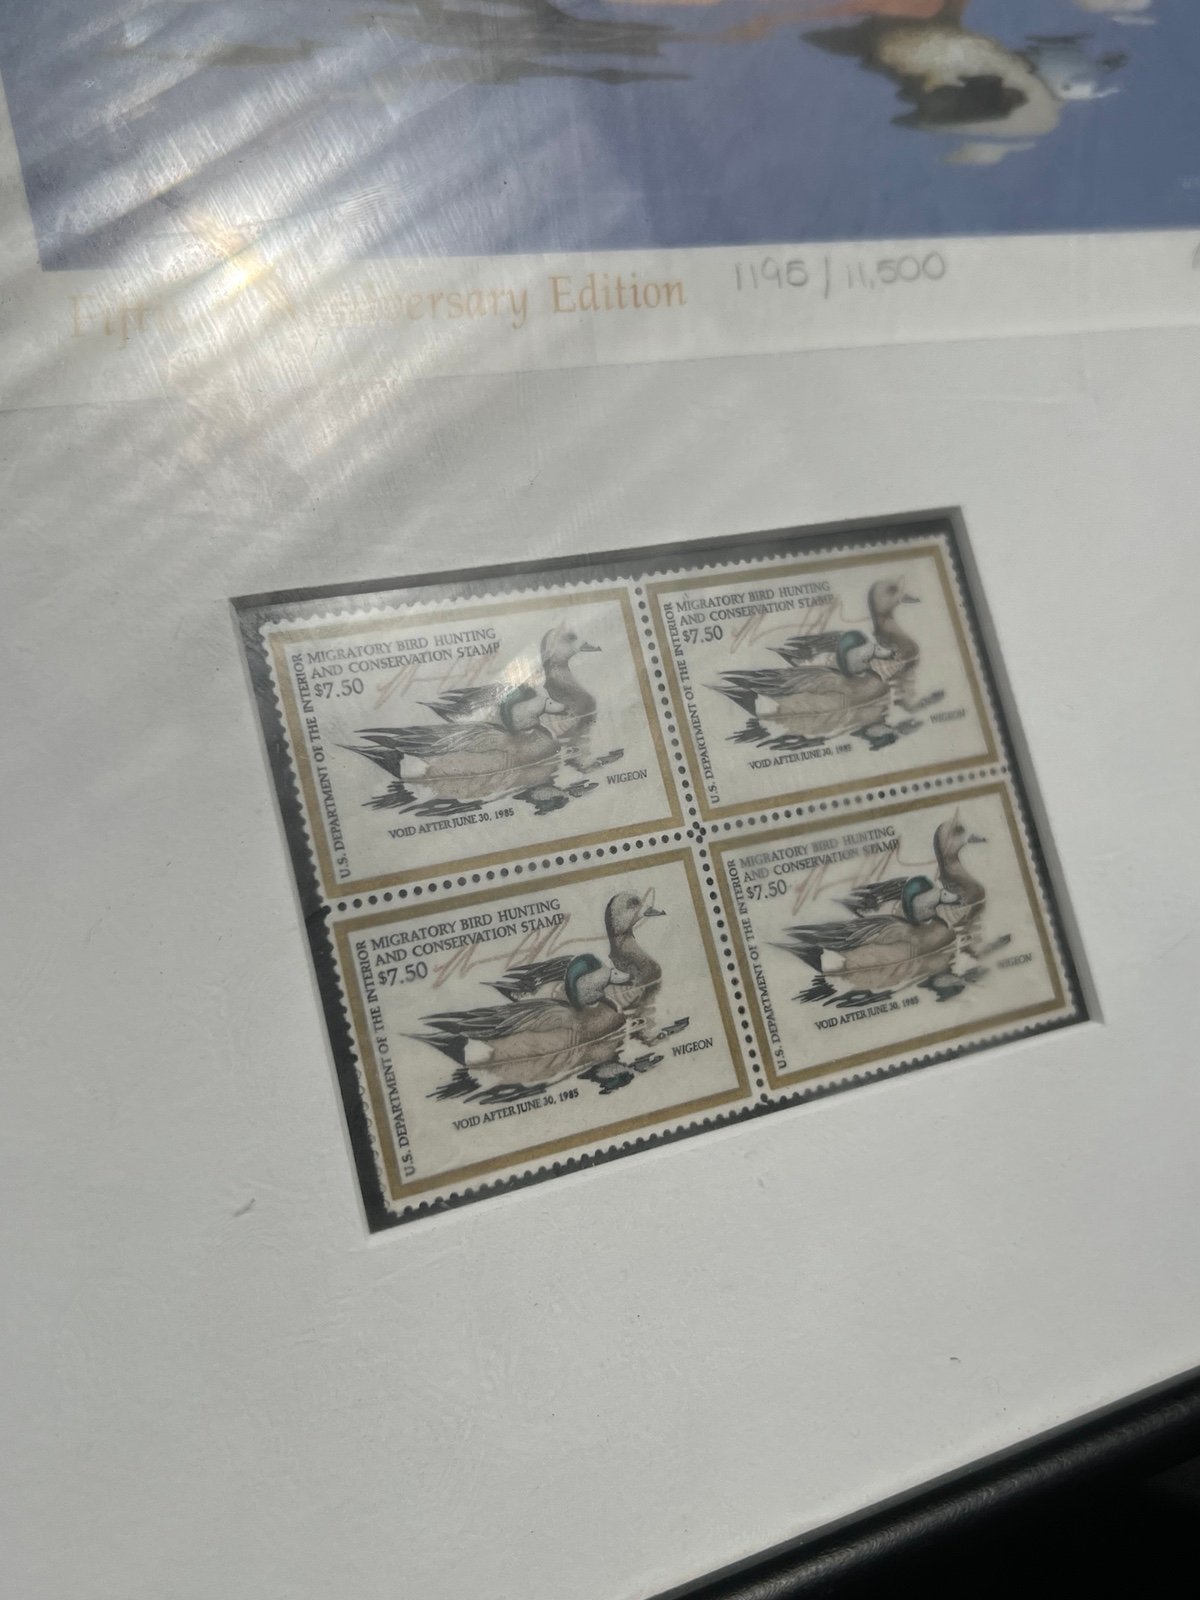 Anniversary Edition 1195 / 11,500
MIGRATORY BIRD HUNTING
AND CONSERVATION STAMP
$7.50
U.S. DEPARTMENT OF THE INTERIOR
WIGEON
VOID AFTER JUNE 30, 1985
MIGRATORY BIRD HUNTING
AND CONSERVATION STAMP
$7.50
U.S. DEPARTMENT OF THE INTERIOR
WIGEON
VOID AFTER JUNE 30, 1985
MIGRATORY BIRD HUNTING
AND CONSERVATION STAMP
$7.50
U.S. DEPARTMENT OF THE INTERIOR
WIGEON
VOID AFTER JUNE 30, 1985
MIGRATORY BIRD HUNTING
AND CONSERVATION STAMP
$7.50
U.S. DEPARTMENT OF THE INTERIOR
WIGEON
VOID AFTER JUNE 30, 1985